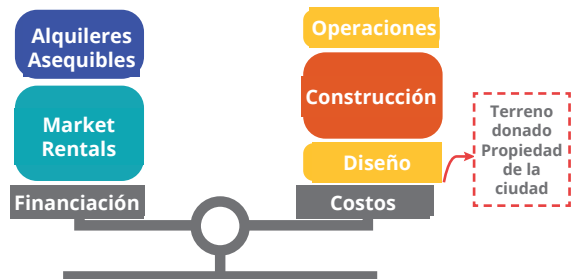 Alquileres
Asequibles
Market
Rentals
Financiación
Operaciones
Construcción
Diseño
Costos
Terreno
donado
Propiedad
de la
ciudad